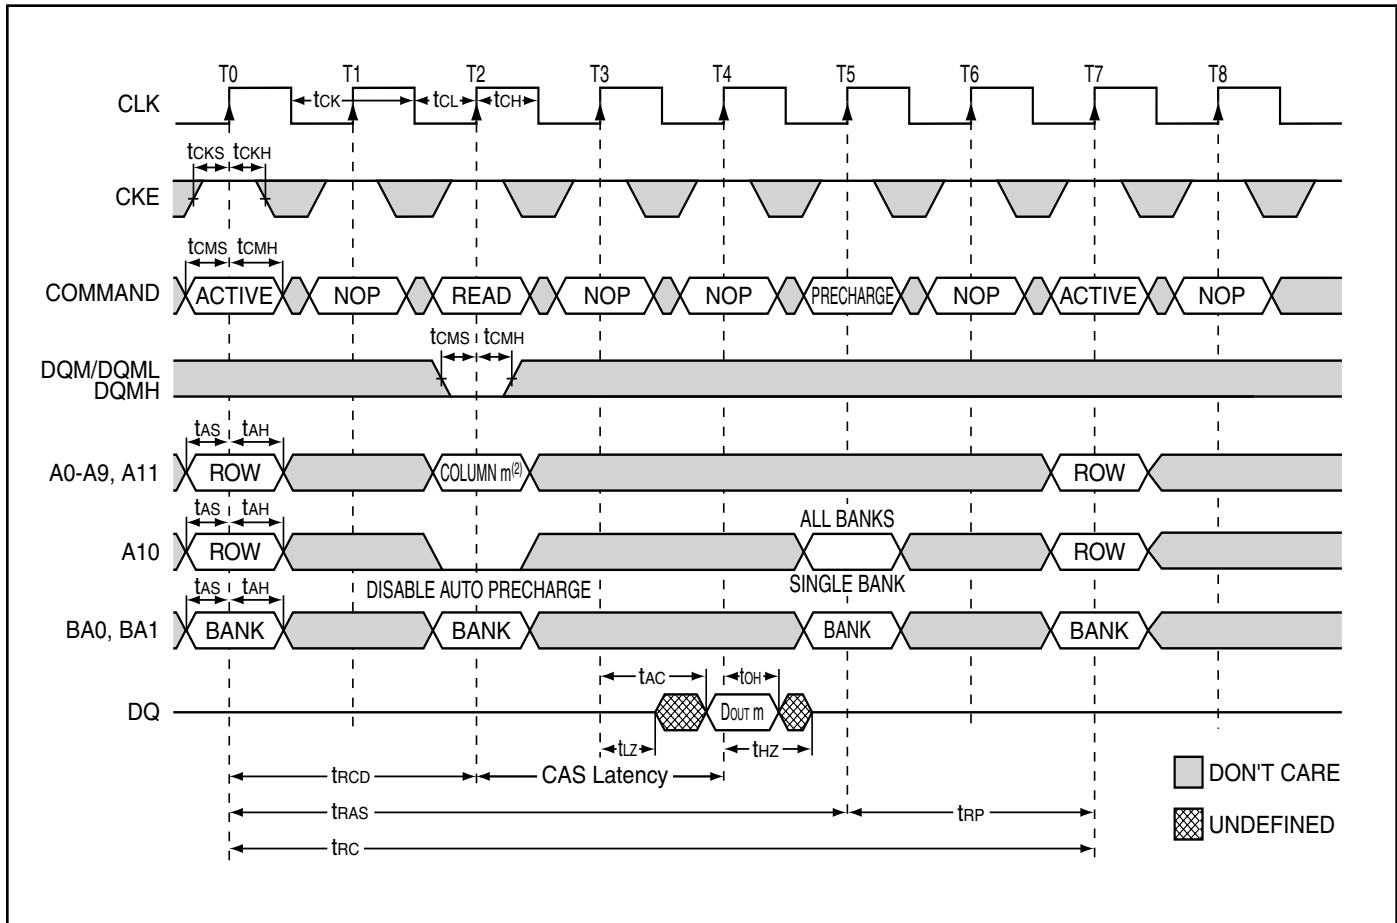 T0 T1 T2 T3 T4 T5 T6 T7 T8
CLK tCK tCL tCH
tCKS tCKH
CKE
tCMS tCMH
COMMAND ACTIVE NOP READ NOP NOP PRECHARGE NOP ACTIVE NOP
tCMS tCMH
DQM/DQML
DQMH
tAS tAH
A0-A9, A11 ROW COLUMN m(2) ROW
tAS tAH ALL BANKS
A10 ROW ROW
DISABLE AUTO PRECHARGE SINGLE BANK
tAS tAH
BA0, BA1 BANK BANK BANK BANK
tAC tOH
DQ DOUT m
tLZ tHZ
tRCD CAS Latency
DON'T CARE
tRAS tRP
UNDEFINED
tRC